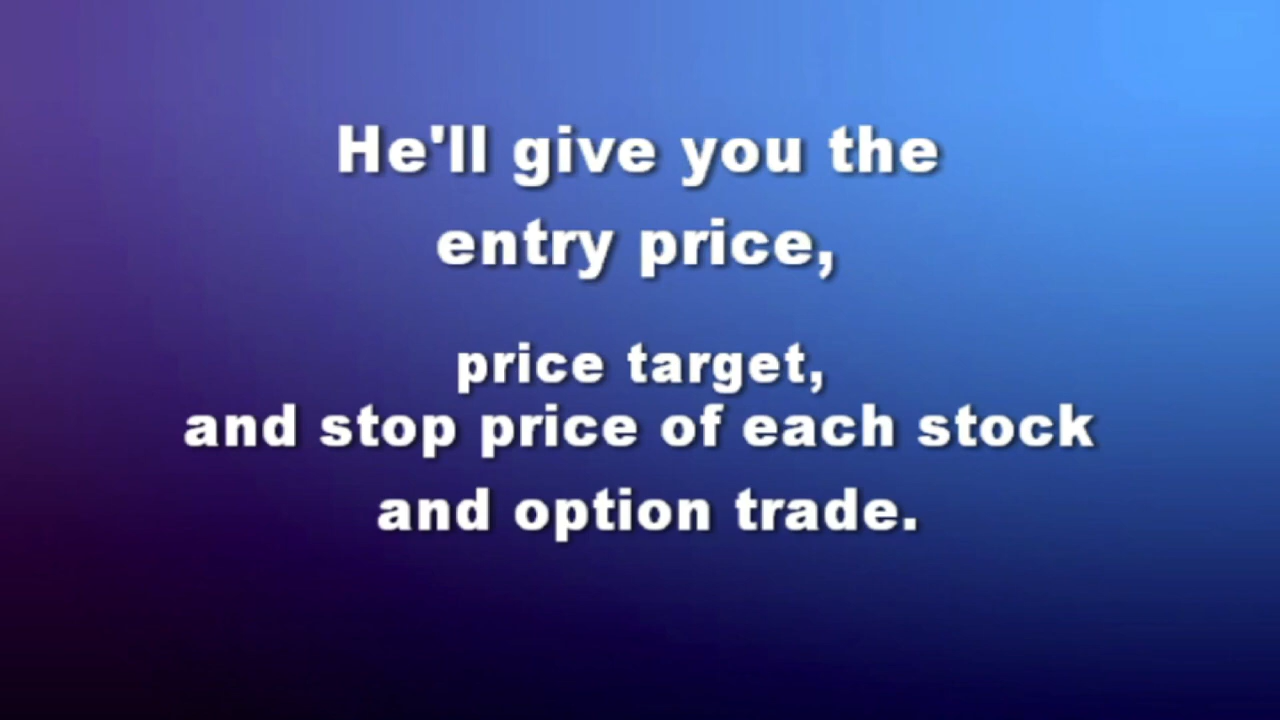 He'll give you the
entry price,
price target,
and stop price of each stock
and option trade.